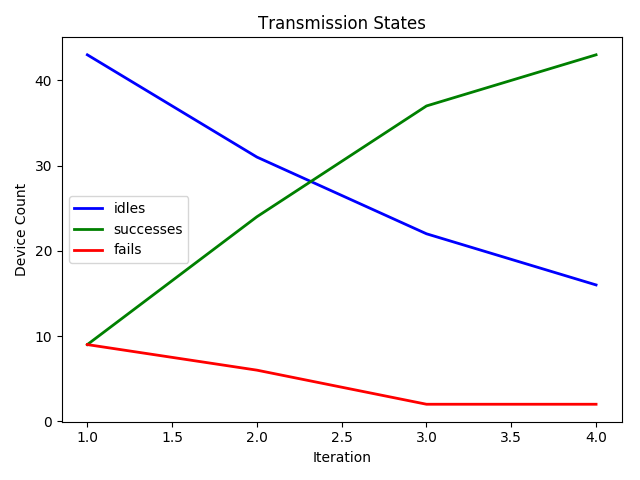 Transmission States
Device Count
40
30
20
10
0
idles
successes
fails
1.0 1.5 2.0 2.5 3.0 3.5 4.0
Iteration